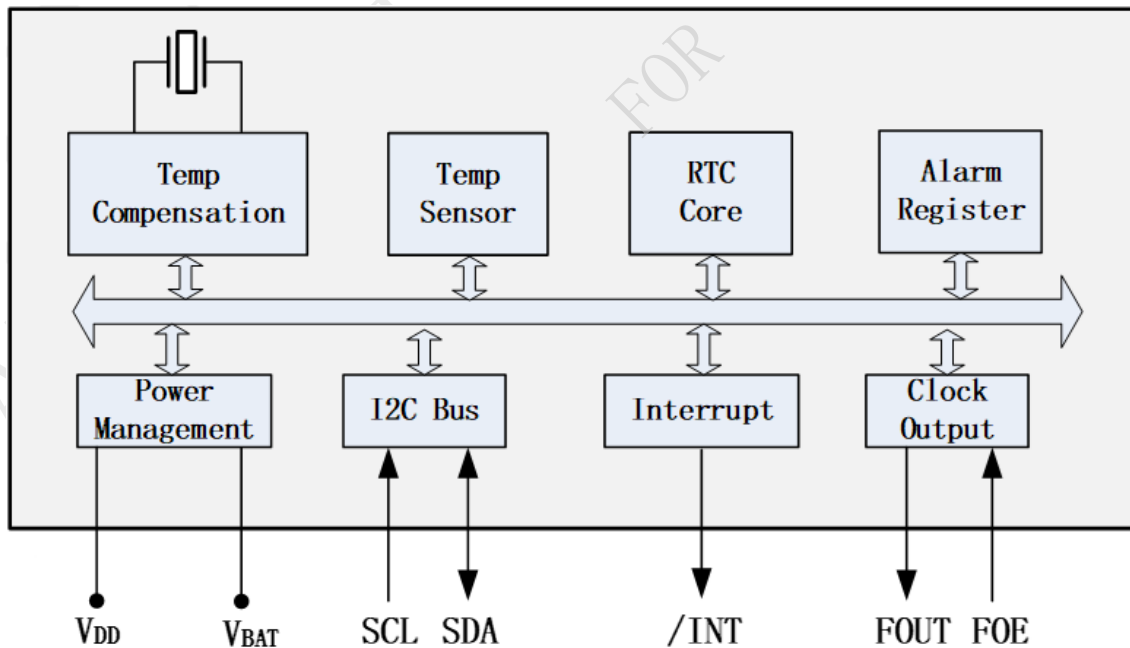 FOR
Temp
Compensation
Temp
Sensor
RTC
Core
Alarm
Register
Power
Management
I2C Bus
Interrupt
Clock
Output
VDD
VBAT
SCL
SDA
/INT
FOUT
FOE